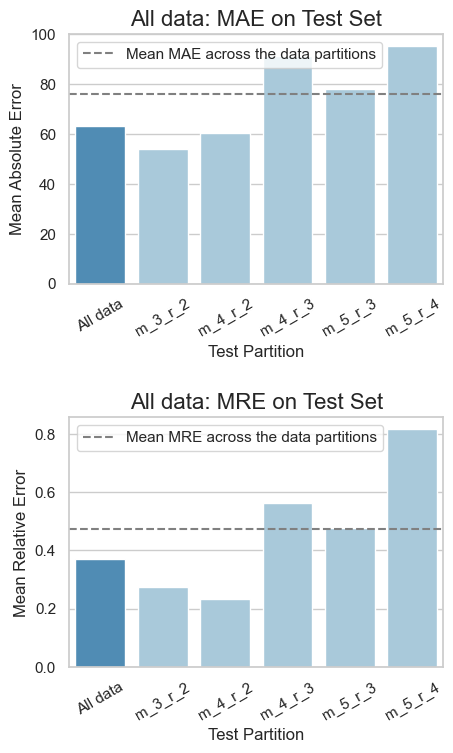 All data: MAE on Test Set
100
Mean MAE across the data partitions
80
60
40
20
0
Mean Absolute Error
All data
m_3_r_2
m_4_r_2
m_4_r_3
m_5_r_3
m_5_r_4
Test Partition
All data: MRE on Test Set
Mean MRE across the data partitions
0.8
0.6
0.4
0.2
0.0
Mean Relative Error
All data
m_3_r_2
m_4_r_2
m_4_r_3
m_5_r_3
m_5_r_4
Test Partition